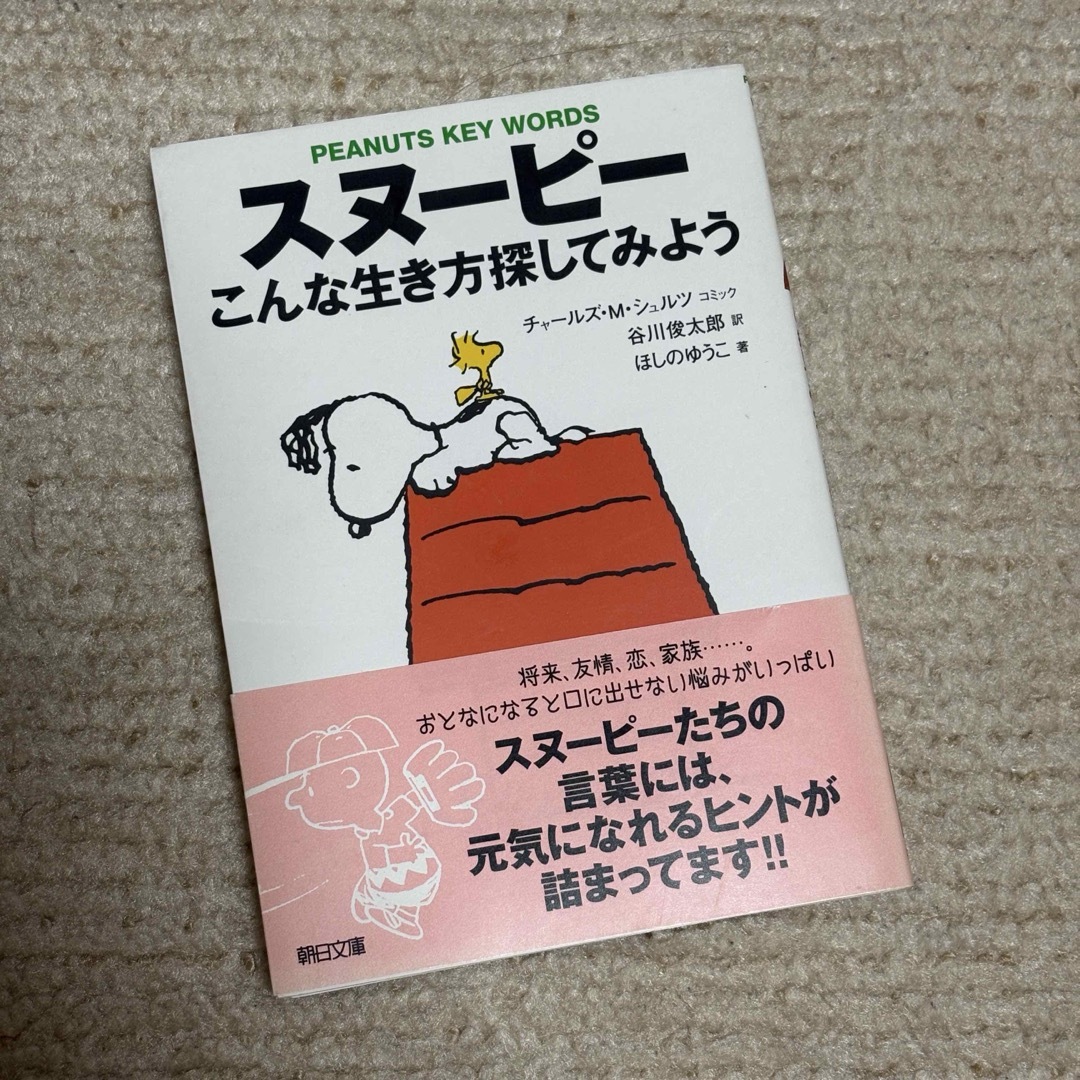 PEANUTS KEY WORDS
スヌーピー
こんな生き方探してみよう
チャールズ・M・シュルツ コミック
谷川俊太郎 訳
ほしのゆうこ 著
将来、友情、恋、家族……。
おとなになると口に出せない悩みがいっぱい
スヌーピーたちの
言葉には、
元気になれるヒントが
詰まってます!!
朝日文庫